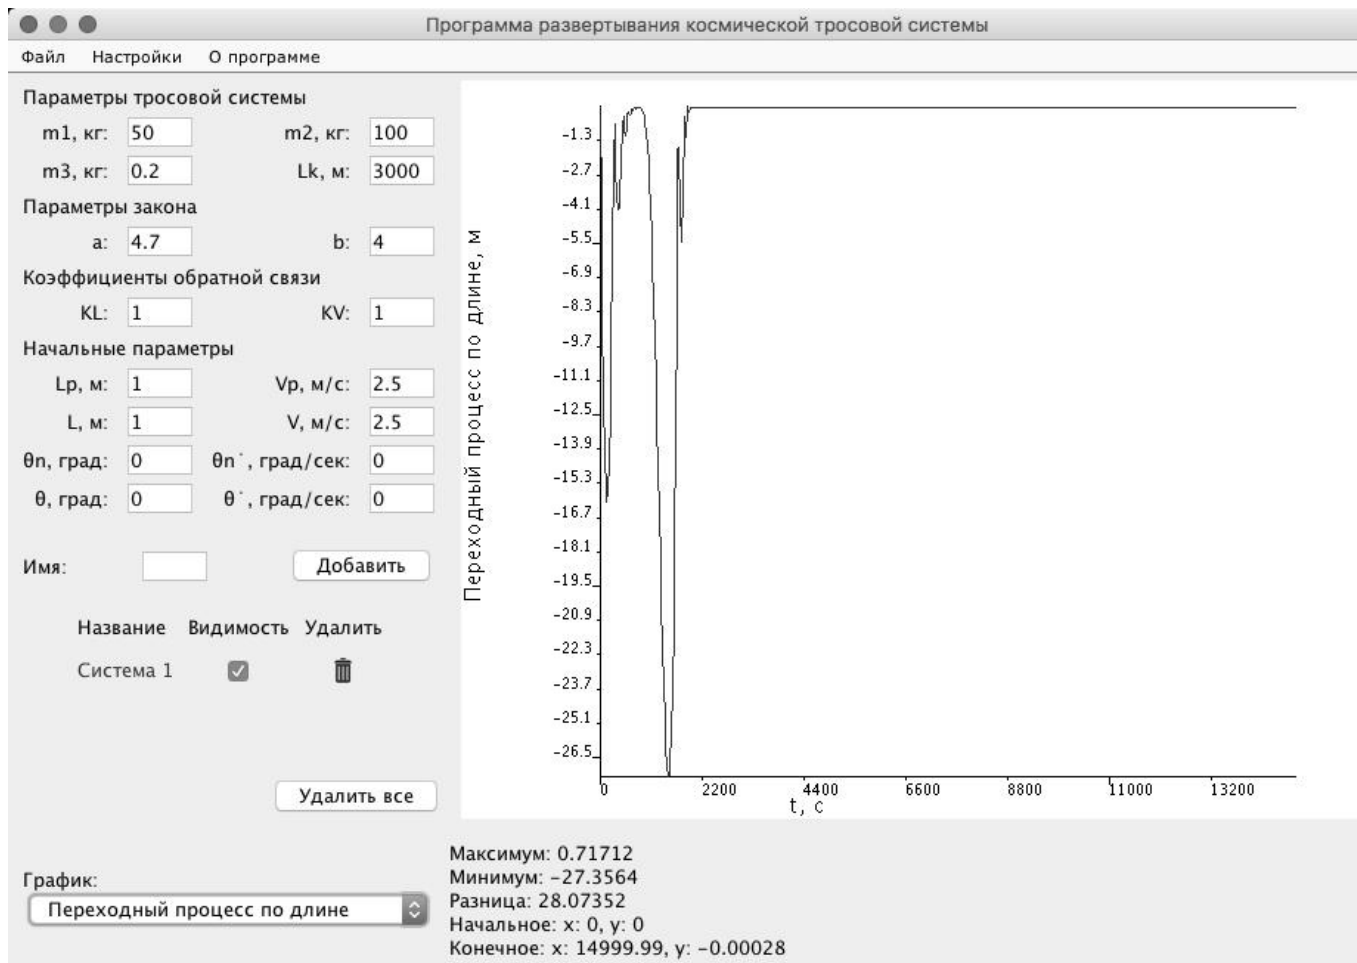 Программа развертывания космической тросовой системы
Файл Настройки О программе
Параметры тросовой системы
m1, кг: 50 m2, кг: 100
m3, кг: 0.2 Lk, м: 3000
Параметры закона
a: 4.7 b: 4
Коэффициенты обратной связи
KL: 1 KV: 1
Начальные параметры
Lp, м: 1 Vp, м/с: 2.5
L, м: 1 V, м/с: 2.5
θn, град: 0 θn˙, град/сек: 0
θ, град: 0 θ˙, град/сек: 0
Имя: Добавить
Название Видимость Удалить
Система 1
Удалить все
График:
Переходный процесс по длине
Переходный процесс по длине, м
-1.3
-2.7
-4.1
-5.5
-6.9
-8.3
-9.7
-11.1
-12.5
-13.9
-15.3
-16.7
-18.1
-19.5
-20.9
-22.3
-23.7
-25.1
-26.5
0 2200 4400 6600 8800 11000 13200
t, с
Максимум: 0.71712
Минимум: -27.3564
Разница: 28.07352
Начальное: x: 0, y: 0
Конечное: x: 14999.99, y: -0.00028